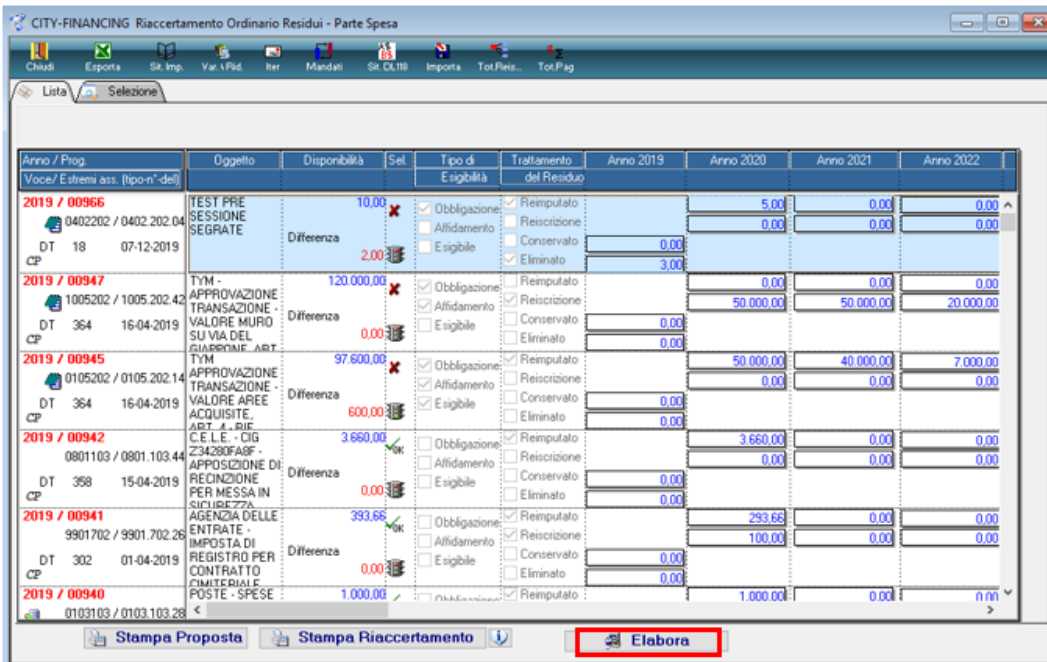 CITY-FINANCING Riaccertamento Ordinario Residui - Parte Spesa
Chiudi Esporta Sit. Imp. Var. \ Rid. Iter Mandati Sit. DL118 Importa Tot.Reis... Tot.Pag
Lista Selezione
Anno / Prog. Oggetto Disponibilità Sel. Tipo di Trattamento Anno 2019 Anno 2020 Anno 2021 Anno 2022
Voce/ Estremi ass. (tipo-n°-del) Esigibilità del Residuo
2019 / 00966 TEST PRE 10,00 Obbligazione Reimputato 5,00 0,00 0,00
0402202 / 0402.202.04 SESSIONE Affidamento Reiscrizione 0,00 0,00 0,00
SEGRATE Differenza Esigibile Conservato 0,00
DT 18 07-12-2019 2,00 Eliminato 3,00
CP
2019 / 00947 TYM - 120.000,00 Obbligazione Reimputato 0,00 0,00 0,00
1005202 / 1005.202.42 APPROVAZIONE Affidamento Reiscrizione 50.000,00 50.000,00 20.000,00
TRANSAZIONE - Differenza Esigibile Conservato 0,00
DT 364 16-04-2019 VALORE MURO 0,00 Eliminato 0,00
CP SU VIA DEL
GIAPPONE, ART.
2019 / 00945 TYM 97.600,00 Obbligazione Reimputato 50.000,00 40.000,00 7.000,00
0105202 / 0105.202.14 APPROVAZIONE Affidamento Reiscrizione 0,00 0,00 0,00
TRANSAZIONE - Differenza Esigibile Conservato 0,00
DT 364 16-04-2019 VALORE AREE 600,00 Eliminato 0,00
CP ACQUISITE,
ART. 4 - RIF.
2019 / 00942 C.E.L.E. - CIG 3.660,00 Obbligazione Reimputato 3.660,00 0,00 0,00
0801103 / 0801.103.44 Z34280FA8F - OK Affidamento Reiscrizione 0,00 0,00 0,00
APPOSIZIONE DI Differenza Esigibile Conservato 0,00
DT 358 15-04-2019 RECINZIONE 0,00 Eliminato 0,00
CP PER MESSA IN
SICUREZZA
2019 / 00941 AGENZIA DELLE 393,66 Obbligazione Reimputato 293,66 0,00 0,00
9901702 / 9901.702.26 ENTRATE - OK Affidamento Reiscrizione 100,00 0,00 0,00
IMPOSTA DI Differenza Esigibile Conservato 0,00
DT 302 01-04-2019 REGISTRO PER 0,00 Eliminato 0,00
CP CONTRATTO
CIMITERIALE
2019 / 00940 POSTE - SPESE 1.000,00 Obbligazione Reimputato 1.000,00 0,00 0,00
0103103 / 0103.103.28
Stampa Proposta Stampa Riaccertamento i Elabora